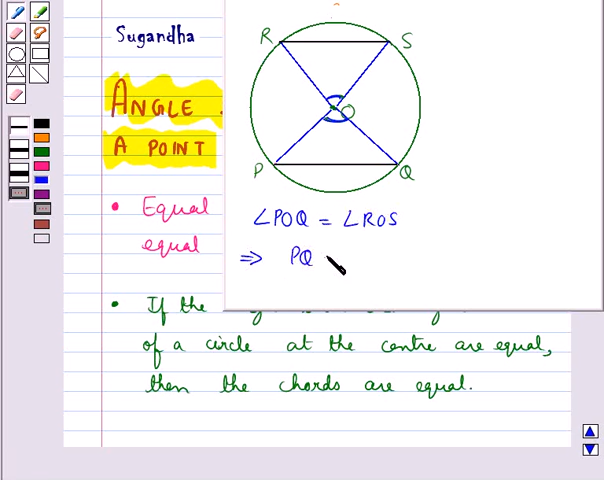 Sugandha
ANGLE
A POINT
• Equal
equal
R S
O
P Q
∠POQ = ∠ROS
⇒ PQ
• If the
of a circle at the centre are equal,
then the chords are equal.